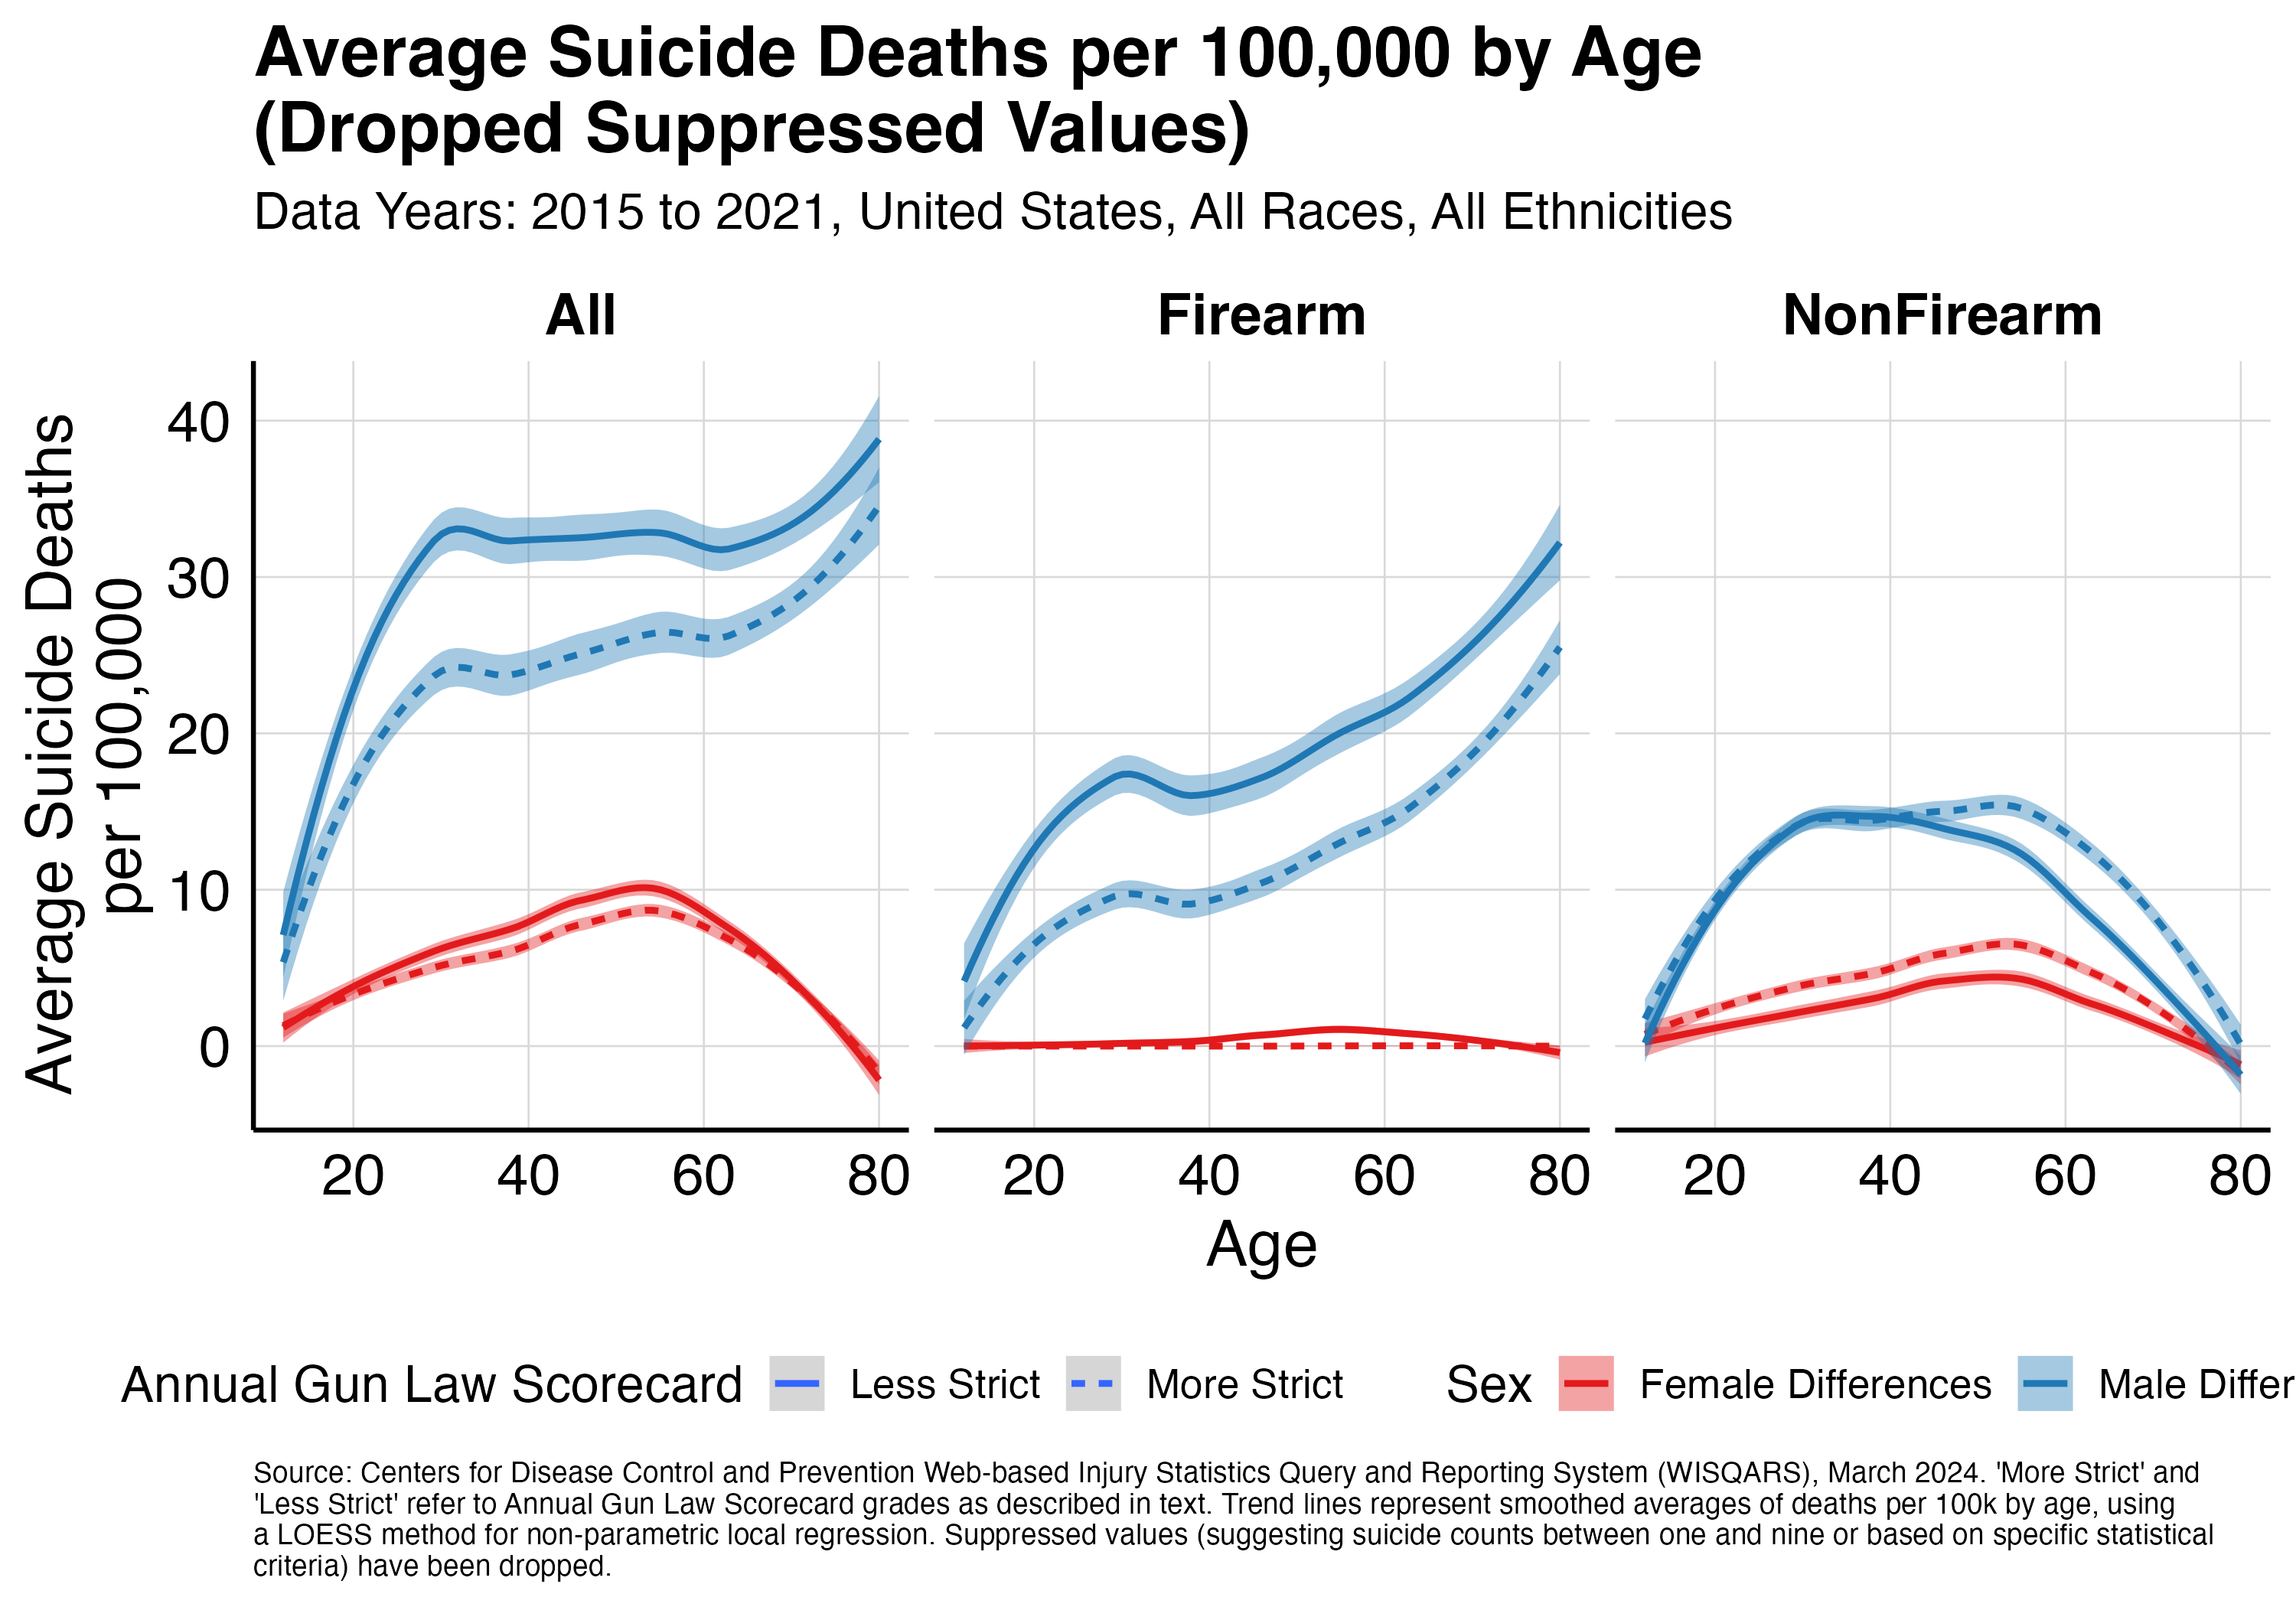 Average Suicide Deaths per 100,000 by Age
(Dropped Suppressed Values)
Data Years: 2015 to 2021, United States, All Races, All Ethnicities
All
Firearm
NonFirearm
Average Suicide Deaths
per 100,000
40
30
20
10
0
20 40 60 80
20 40 60 80
20 40 60 80
Age
Annual Gun Law Scorecard Less Strict More Strict Sex Female Differences Male Differ
Source: Centers for Disease Control and Prevention Web-based Injury Statistics Query and Reporting System (WISQARS), March 2024. 'More Strict' and
'Less Strict' refer to Annual Gun Law Scorecard grades as described in text. Trend lines represent smoothed averages of deaths per 100k by age, using
a LOESS method for non-parametric local regression. Suppressed values (suggesting suicide counts between one and nine or based on specific statistical
criteria) have been dropped.